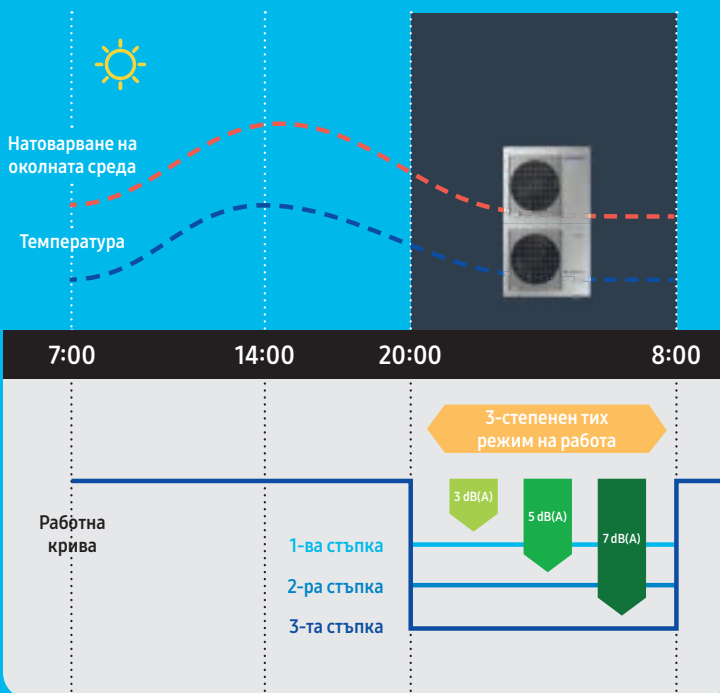 Натоварване на
околната среда
Температура
7:00
14:00
20:00
8:00
3-степенен тих
режим на работа
3 dB(A)
5 dB(A)
7 dB(A)
Работна
крива
1-ва стъпка
2-ра стъпка
3-та стъпка